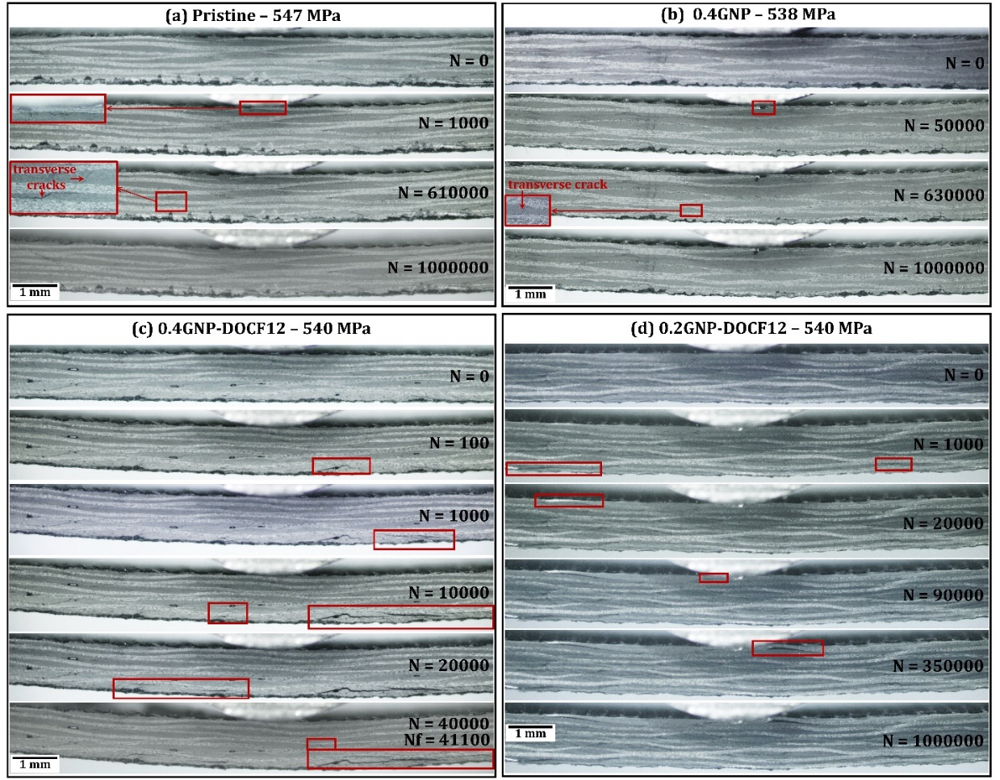 (a) Pristine – 547 MPa
N = 0
N = 1000
transverse
cracks
N = 610000
N = 1000000
1 mm
(b) 0.4GNP – 538 MPa
N = 0
N = 50000
N = 630000
transverse crack
N = 1000000
1 mm
(c) 0.4GNP-DOCF12 – 540 MPa
N = 0
N = 100
N = 1000
N = 10000
N = 20000
N = 40000
Nf = 41100
1 mm
(d) 0.2GNP-DOCF12 – 540 MPa
N = 0
N = 1000
N = 20000
N = 90000
N = 350000
1 mm
N = 1000000